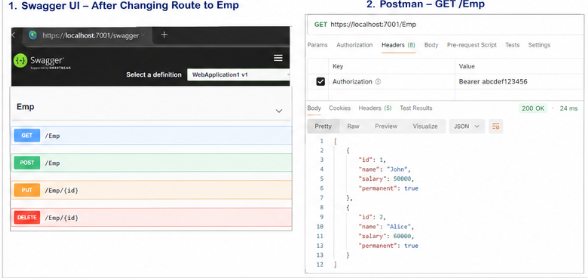 1. Swagger UI – After Changing Route to Emp
https://localhost:7001/swagger
+
Swagger
Select a definition
WebApplication1 v1
Emp
GET /Emp
POST /Emp
PUT /Emp/{id}
DELETE /Emp/{id}
2. Postman – GET /Emp
GET https://localhost:7001/Emp
Params Authorization Headers (8) Body Pre-request Script Tests Settings
Key Value
Authorization Bearer abcdef123456
Body Cookies Headers (5) Test Results 200 OK · 24 ms
Pretty Raw Preview Visualize JSON
1 [
2 {
3 "id": 1,
4 "name": "John",
5 "salary": 50000,
6 "permanent": true
7 },
8 {
9 "id": 2,
10 "name": "Alice",
11 "salary": 60000,
12 "permanent": true
13 }
12 ]